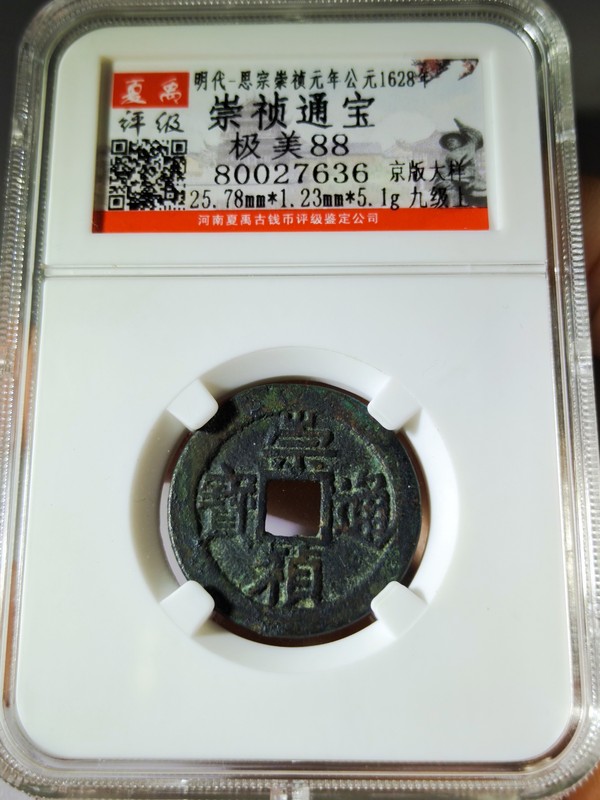 夏禹
评级
明代-思宗崇祯元年公元1628年
崇祯通宝
极美88
80027636 京版大样
25.78mm*1.23mm*5.1g 九级上
河南夏禹古钱币评级鉴定公司
崇
寶 通
禎